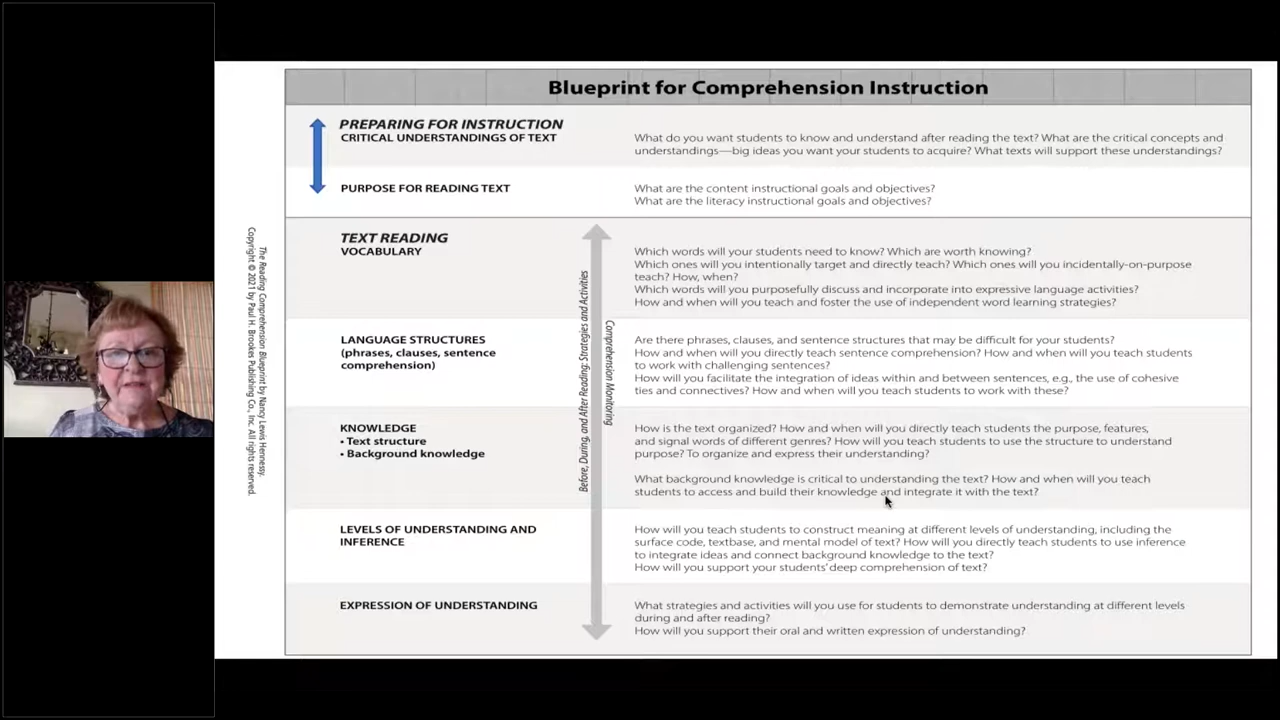 Blueprint for Comprehension Instruction
PREPARING FOR INSTRUCTION
CRITICAL UNDERSTANDINGS OF TEXT
What do you want students to know and understand after reading the text? What are the critical concepts and
understandings—big ideas you want your students to acquire? What texts will support these understandings?
PURPOSE FOR READING TEXT
What are the content instructional goals and objectives?
What are the literacy instructional goals and objectives?
TEXT READING
VOCABULARY
Which words will your students need to know? Which are worth knowing?
Which ones will you intentionally target and directly teach? Which ones will you incidentally-on-purpose
teach? How, when?
Which words will you purposefully discuss and incorporate into expressive language activities?
How and when will you teach and foster the use of independent word learning strategies?
LANGUAGE STRUCTURES
(phrases, clauses, sentence
comprehension)
Are there phrases, clauses, and sentence structures that may be difficult for your students?
How and when will you directly teach sentence comprehension? How and when will you teach students
to work with challenging sentences?
How will you facilitate the integration of ideas within and between sentences, e.g., the use of cohesive
ties and connectives? How and when will you teach students to work with these?
KNOWLEDGE
• Text structure
• Background knowledge
How is the text organized? How and when will you directly teach students the purpose, features,
and signal words of different genres? How will you teach students to use the structure to understand
purpose? To organize and express their understanding?
What background knowledge is critical to understanding the text? How and when will you teach
students to access and build their knowledge and integrate it with the text?
LEVELS OF UNDERSTANDING AND
INFERENCE
How will you teach students to construct meaning at different levels of understanding, including the
surface code, textbase, and mental model of text? How will you directly teach students to use inference
to integrate ideas and connect background knowledge to the text?
How will you support your students' deep comprehension of text?
EXPRESSION OF UNDERSTANDING
What strategies and activities will you use for students to demonstrate understanding at different levels
during and after reading?
How will you support their oral and written expression of understanding?
Before, During, and After Reading: Strategies and Activities
Comprehension Monitoring
The Reading Comprehension Blueprint by Nancy Lewis Hennessy.
Copyright © 2021 by Paul H. Brookes Publishing Co., Inc. All rights reserved.